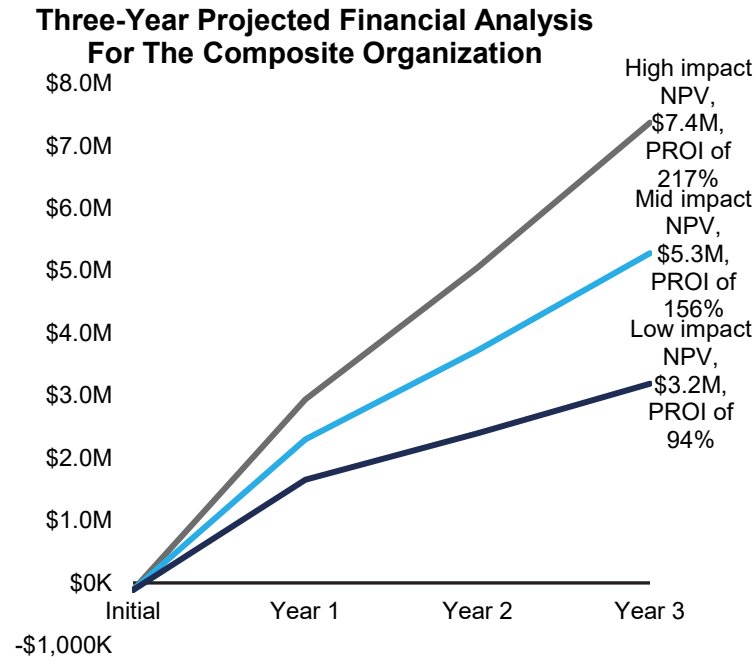 Three-Year Projected Financial Analysis
For The Composite Organization
$8.0M
$7.0M
$6.0M
$5.0M
$4.0M
$3.0M
$2.0M
$1.0M
$0K
-$1,000K
Initial
Year 1
Year 2
Year 3
High impact
NPV,
$7.4M,
PROI of
217%
Mid impact
NPV,
$5.3M,
PROI of
156%
Low impact
NPV,
$3.2M,
PROI of
94%